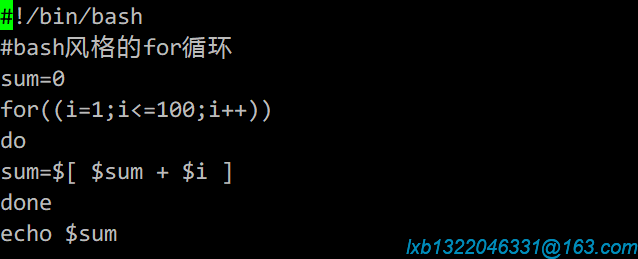 #!/bin/bash
#bash风格的for循环
sum=0
for((i=1;i<=100;i++))
do
sum=$[ $sum + $i ]
done
echo $sum
lxb1322046331@163.com